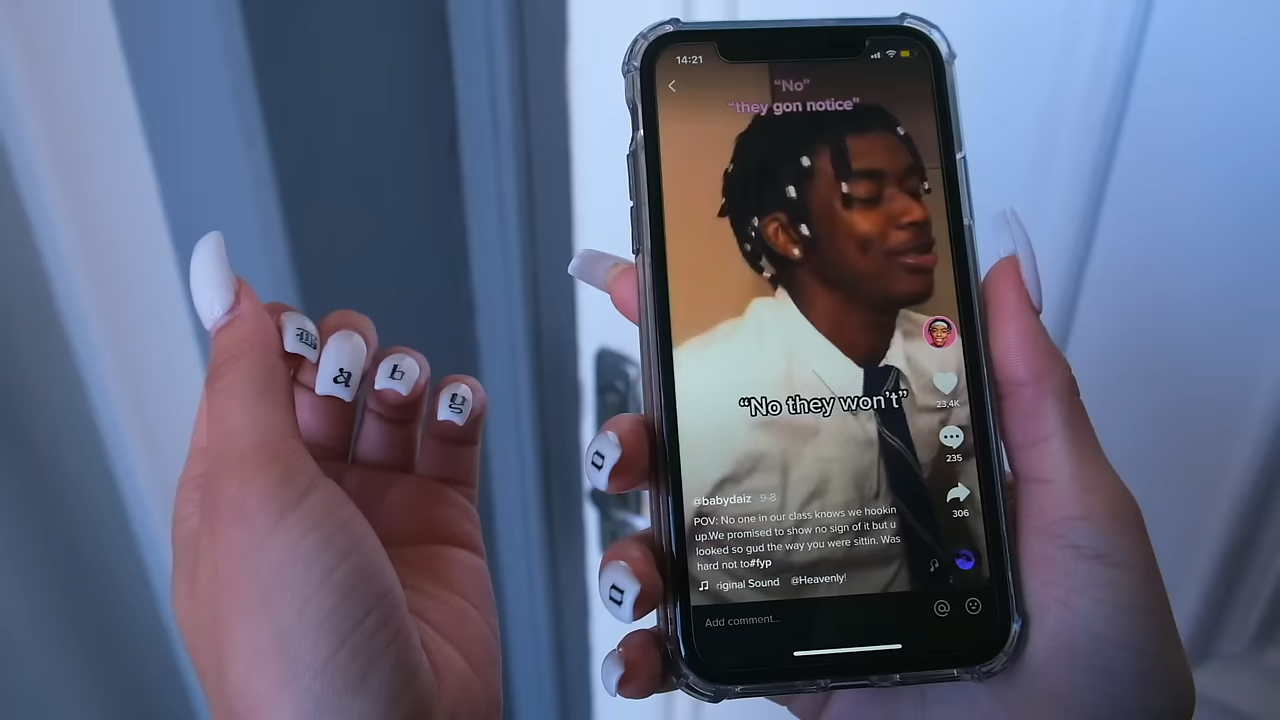 14:21
“No”
“they gon notice”
“No they won't”
23,4K
235
306
@babydaiz · 9-8
POV: No one in our class knows we hookin
up.We promised to show no sign of it but u
looked so gud the way you were sittin. Was
hard not to#fyp
riginal Sound @Heavenly!
Add comment...
a
b
g